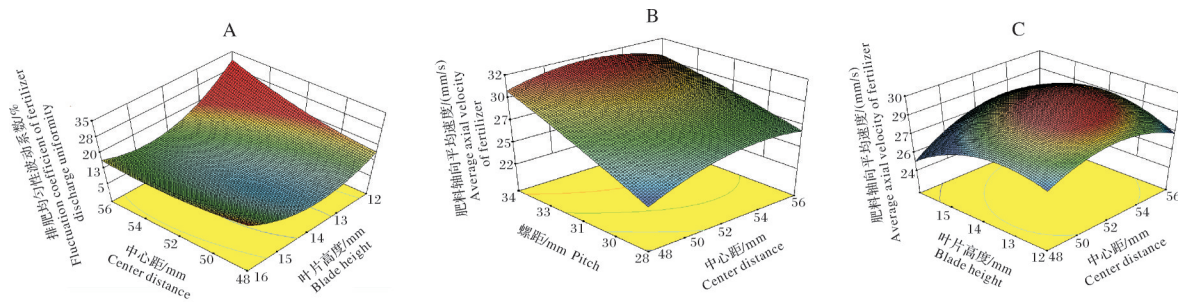 A
排肥均匀性波动系数/%
Fluctuation coefficient of fertilizer
discharge uniformity
35
28
20
13
5
56
54
52
50
48
中心距/mm
Center distance
16
15
14
13
12
叶片高度/mm
Blade height
B
肥料轴向平均速度/(mm/s)
Average axial velocity
of fertilizer
32
30
27
25
22
34
33
31
30
28
螺距/mm Pitch
48
50
52
54
56
中心距/mm
Center distance
C
肥料轴向平均速度/(mm/s)
Average axial velocity of fertilizer
30
29
27
26
24
15
14
13
12
叶片高度/mm
Blade height
48
50
52
54
56
中心距/mm
Center distance